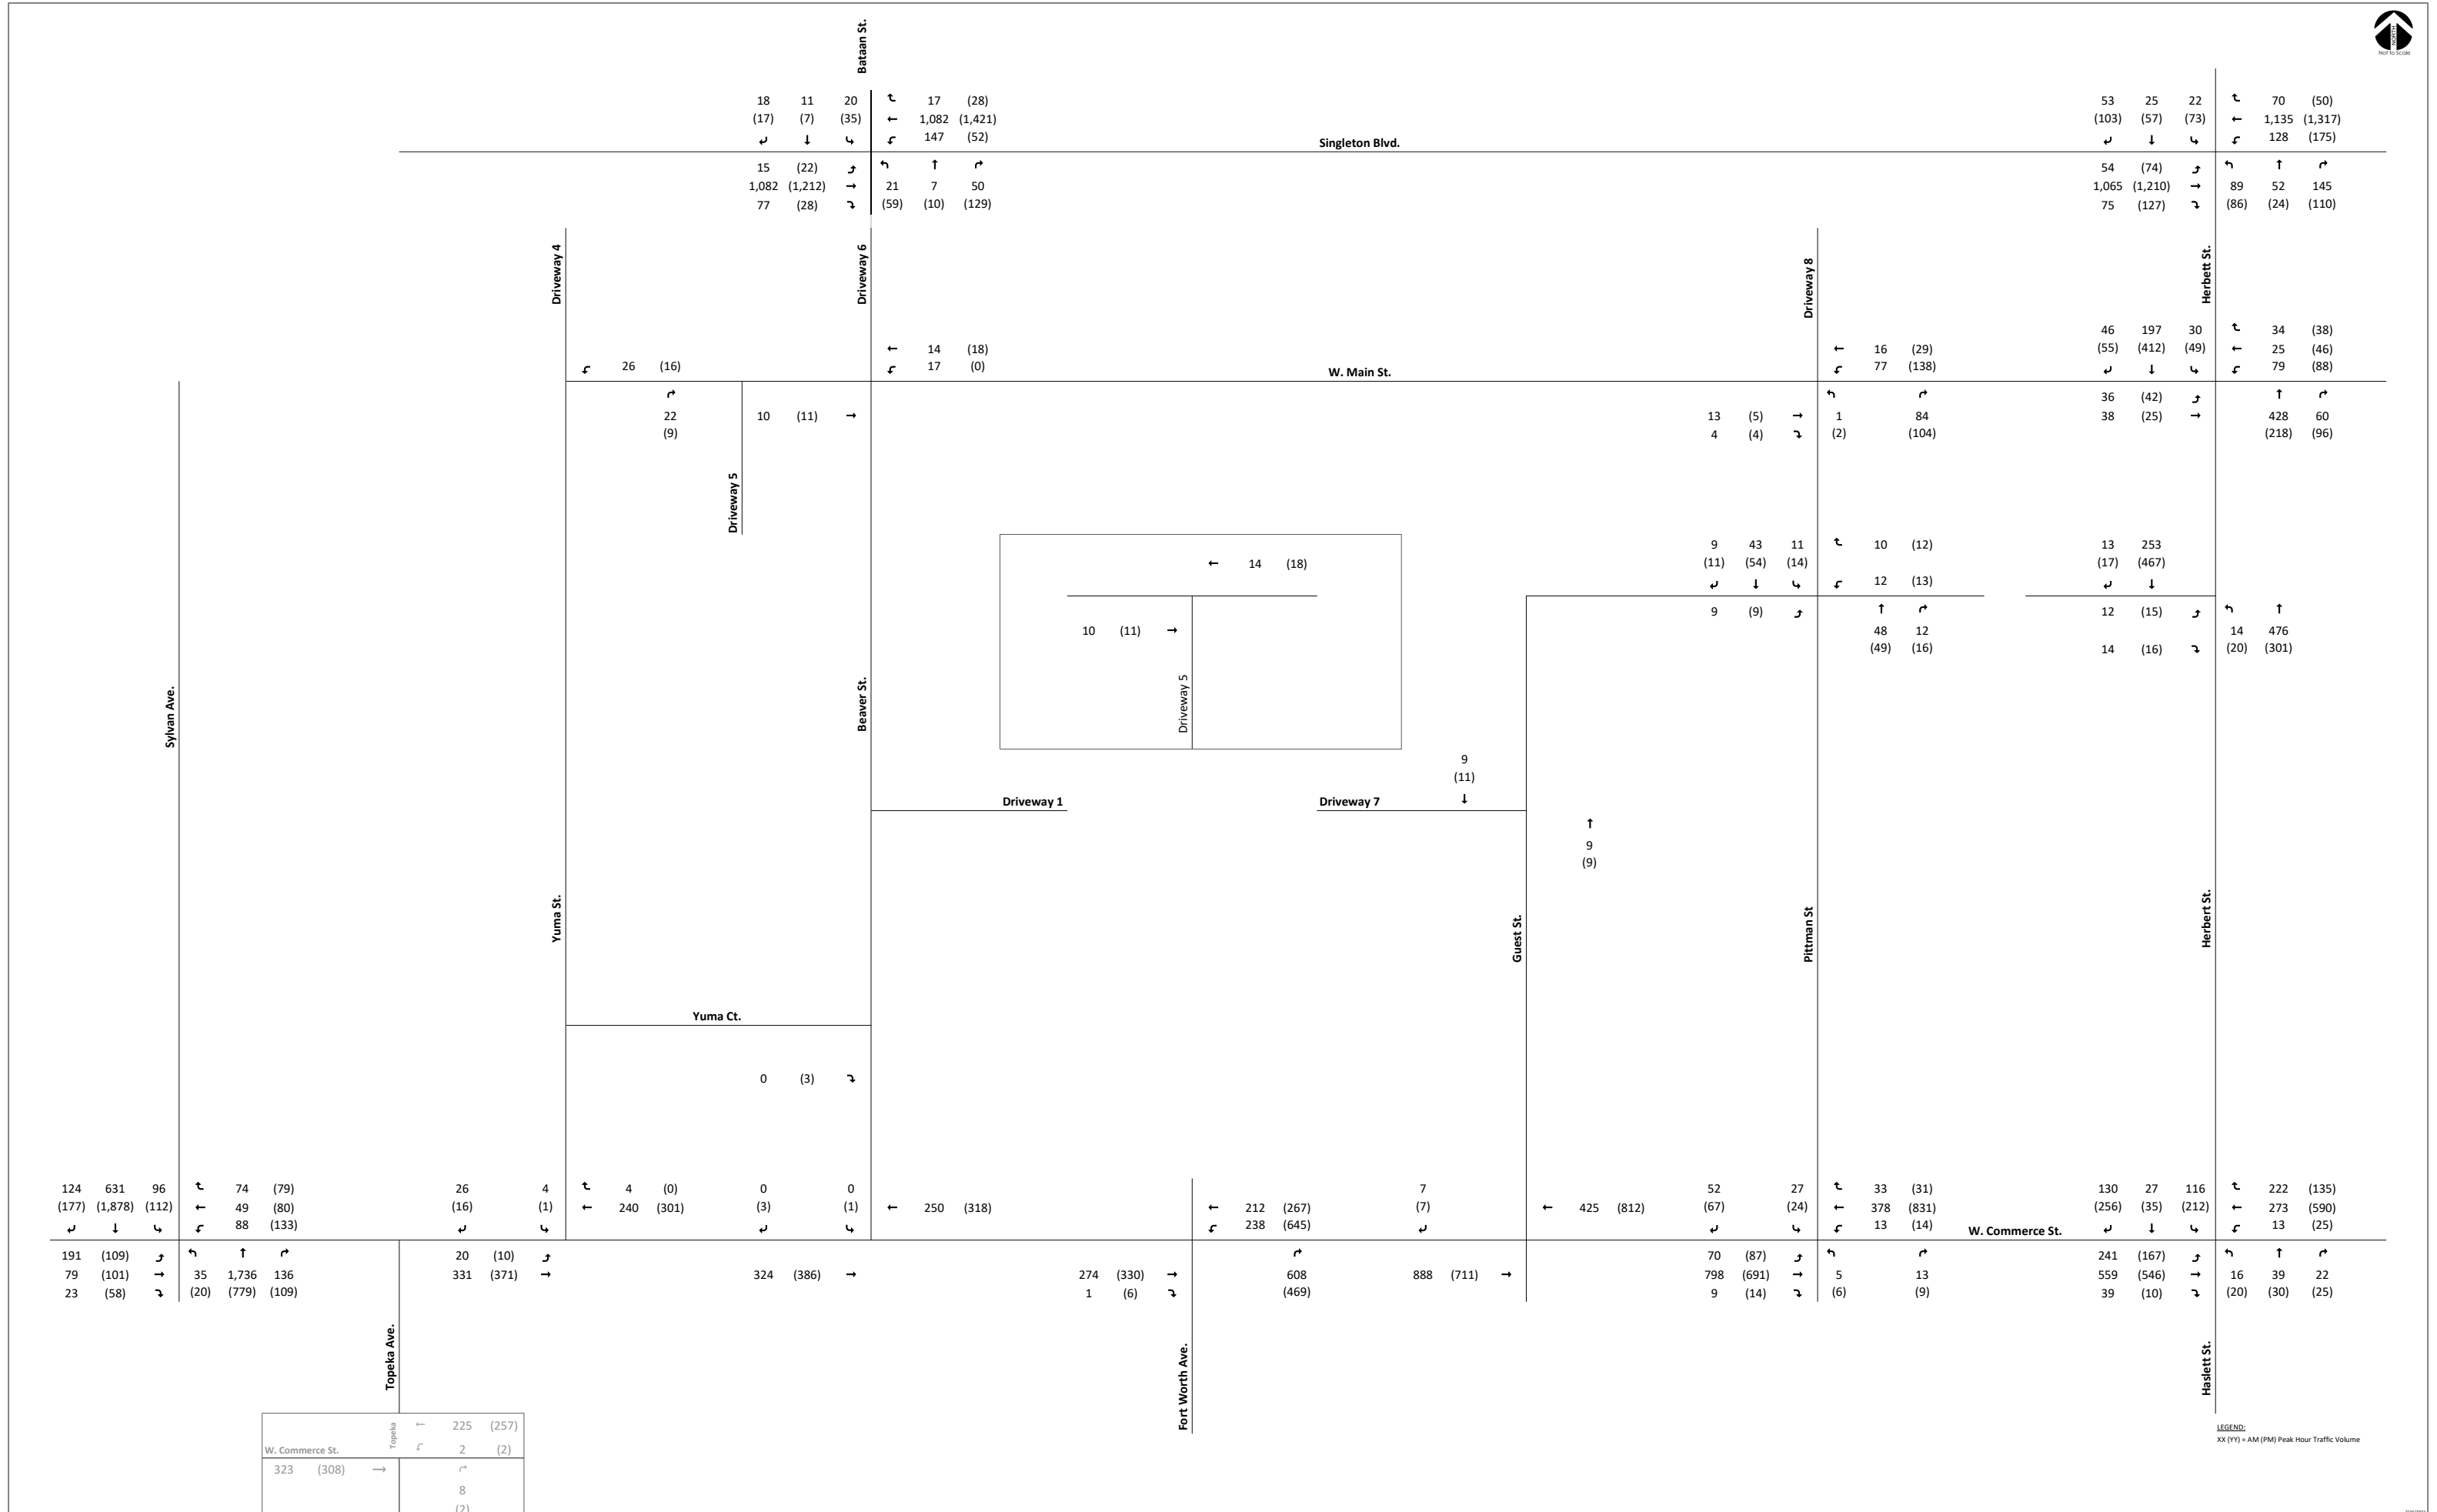 NORTH
Not to Scale
Bataan St.
18 11 20 17 (28)
(17) (7) (35) 1,082 (1,421)
147 (52)
53 25 22 70 (50)
(103) (57) (73) 1,135 (1,317)
128 (175)
Singleton Blvd.
15 (22)
1,082 (1,212) 21 7 50
77 (28) (59) (10) (129)
54 (74)
1,065 (1,210) 89 52 145
75 (127) (86) (24) (110)
Driveway 4
Driveway 6
Driveway 8
Herbett St.
26 (16)
14 (18)
17 (0)
16 (29)
77 (138)
46 197 30 34 (38)
(55) (412) (49) 25 (46)
79 (88)
W. Main St.
22
(9)
10 (11)
13 (5) 1 84
4 (4) (2) (104)
36 (42)
38 (25) 428 60
(218) (96)
Driveway 5
14 (18)
10 (11)
Driveway 5
9 43 11 10 (12)
(11) (54) (14)
12 (13)
13 253
(17) (467)
9 (9)
48 12
(49) (16)
12 (15)
14 476
14 (16) (20) (301)
Sylvan Ave.
Beaver St.
9
(11)
Driveway 1
Driveway 7
9
(9)
Yuma St.
Guest St.
Pittman St
Herbert St.
Yuma Ct.
0 (3)
124 631 96 74 (79)
(177) (1,878) (112) 49 (80)
88 (133)
26 4 4 (0)
(16) (1) 240 (301)
0 0
(3) (1) 250 (318)
212 (267)
238 (645)
7
(7) 425 (812)
52 27 33 (31)
(67) (24) 378 (831)
13 (14)
W. Commerce St.
130 27 116 222 (135)
(256) (35) (212) 273 (590)
13 (25)
191 (109)
79 (101) 35 1,736 136
23 (58) (20) (779) (109)
20 (10)
331 (371)
324 (386)
274 (330) 608
1 (6) (469)
888 (711)
70 (87)
798 (691) 5 13
9 (14) (6) (9)
241 (167)
559 (546) 16 39 22
39 (10) (20) (30) (25)
Topeka Ave.
Fort Worth Ave.
Haslett St.
Topeka
225 (257)
W. Commerce St. 2 (2)
323 (308)
8
(2)
LEGEND:
XX (YY) = AM (PM) Peak Hour Traffic Volume